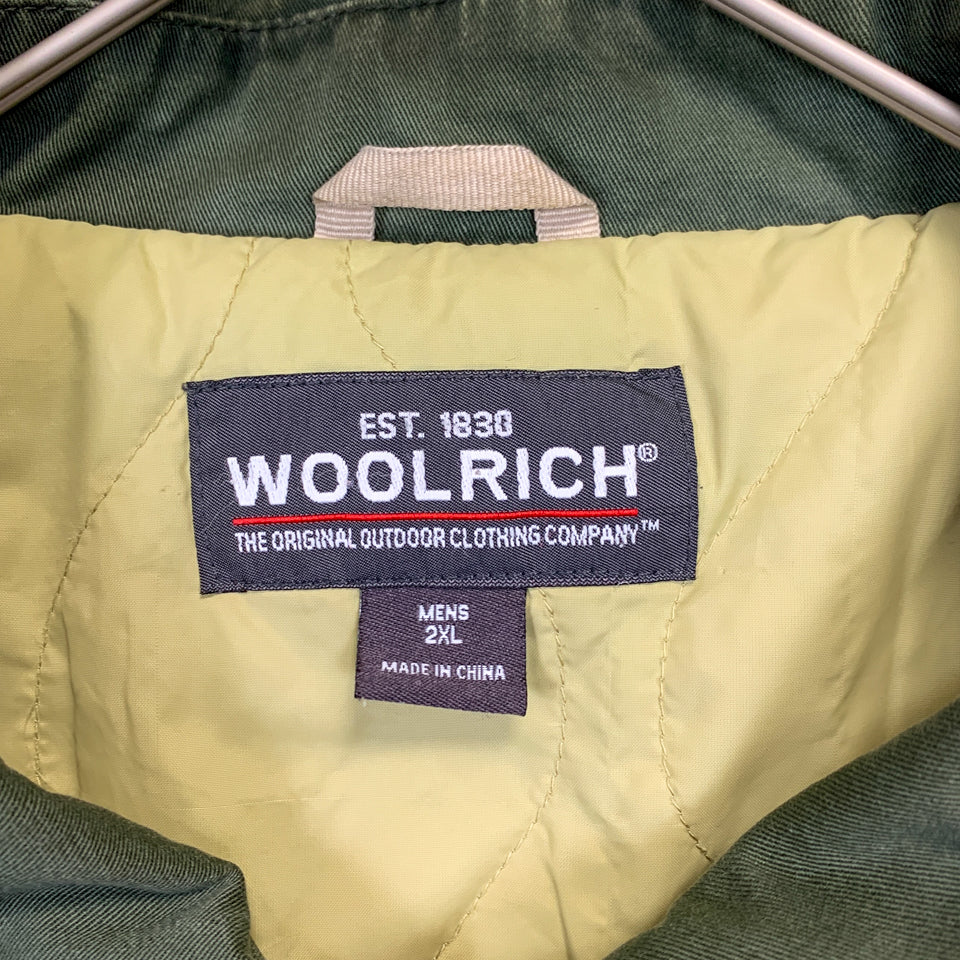 EST. 1830
WOOLRICH®
THE ORIGINAL OUTDOOR CLOTHING COMPANY™
MENS
2XL
MADE IN CHINA